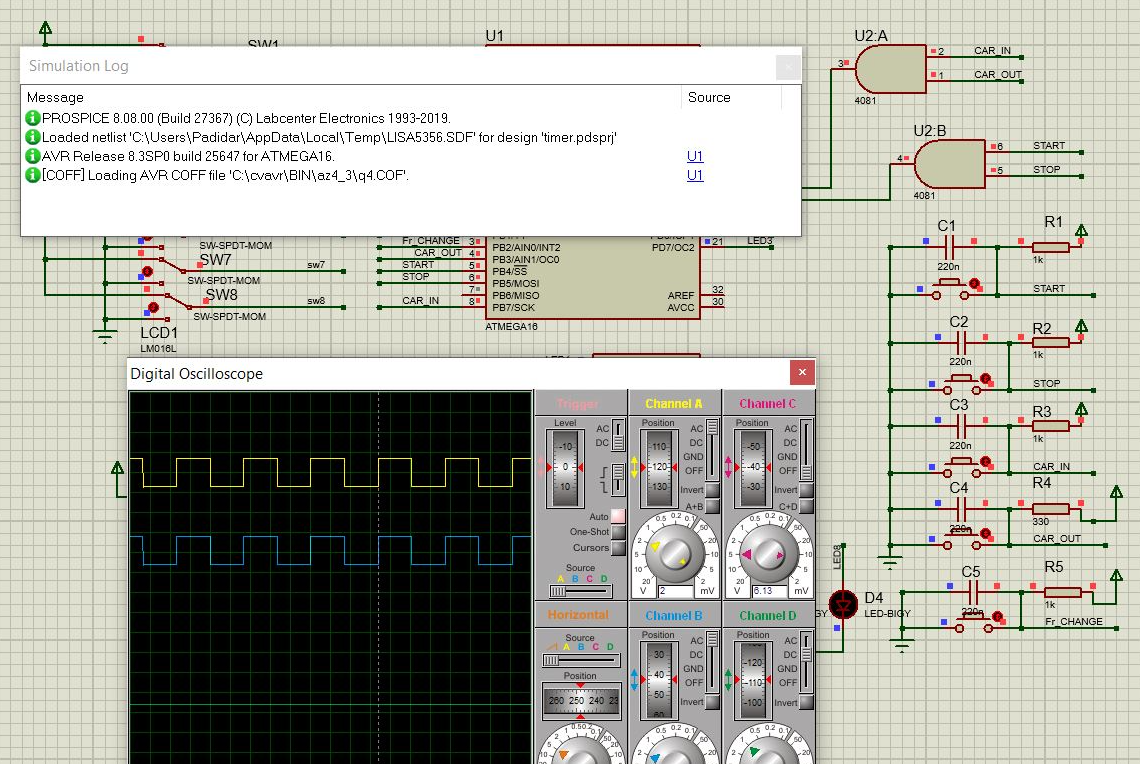 SW1
U1
Simulation Log
Message Source
PROSPICE 8.08.00 (Build 27367) (C) Labcenter Electronics 1993-2019.
Loaded netlist 'C:\Users\Padidar\AppData\Local\Temp\LISA5356.SDF' for design 'timer.pdsprj'
AVR Release 8.3SP0 build 25647 for ATMEGA16. U1
[COFF] Loading AVR COFF file 'C:\cvavr\BIN\az4_3\q4.COF'. U1
U2:A
3
2 CAR_IN
1 CAR_OUT
4081
U2:B
4
6 START
5 STOP
4081
SW-SPDT-MOM
SW7
sw7
SW-SPDT-MOM
SW8
sw8
SW-SPDT-MOM
LCD1
LM016L
Fr_CHANGE 3 PB2/AIN0/INT2
CAR_OUT 4 PB3/AIN1/OC0
START 5 PB4/SS
STOP 6 PB5/MOSI
7 PB6/MISO
CAR_IN 8 PB7/SCK
PD7/OC2 21 LED3
AREF 32
AVCC 30
ATMEGA16
C1
220n
R1
1k
START
C2
220n
R2
1k
STOP
C3
220n
R3
1k
CAR_IN
C4
220n
R4
330
CAR_OUT
C5
220n
R5
1k
Fr_CHANGE
LED8
D4
LED-BIGY
GY
Digital Oscilloscope
Trigger
Level
-10
0
10
AC
DC
Auto
One-Shot
Cursors
Source
A B C D
Channel A
Position
-110
-120
-130
AC
DC
GND
OFF
Invert
A+B
V 2 mV
Channel C
Position
-50
-40
-30
AC
DC
GND
OFF
Invert
C+D
V 6.13 mV
Horizontal
Source
A B C D
Position
260 250 240 23
Channel B
Position
30
40
50
60
AC
DC
GND
OFF
Invert
Channel D
Position
-120
-110
-100
AC
DC
GND
OFF
Invert